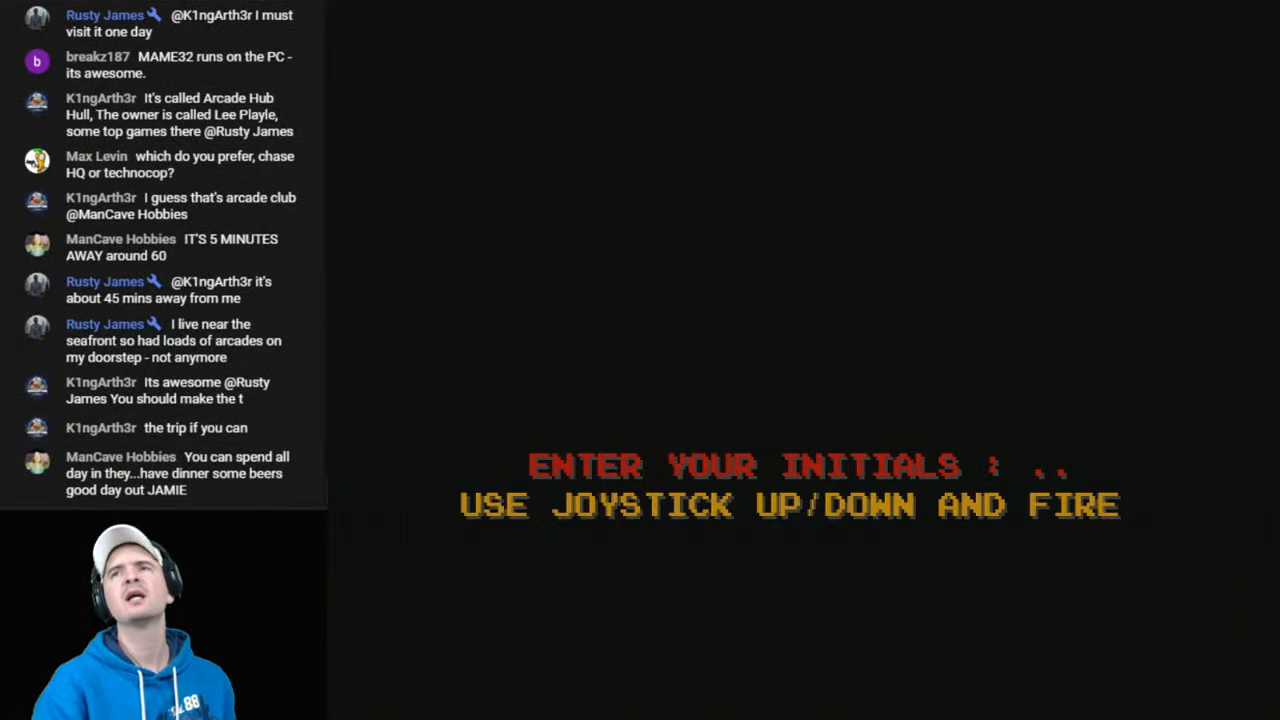 Rusty James @K1ngArth3r I must
visit it one day
b
breakz187 MAME32 runs on the PC -
its awesome.
K1ngArth3r It's called Arcade Hub
Hull, The owner is called Lee Playle,
some top games there @Rusty James
Max Levin which do you prefer, chase
HQ or technocop?
K1ngArth3r I guess that's arcade club
@ManCave Hobbies
ManCave Hobbies IT'S 5 MINUTES
AWAY around 60
Rusty James @K1ngArth3r it's
about 45 mins away from me
Rusty James I live near the
seafront so had loads of arcades on
my doorstep - not anymore
K1ngArth3r Its awesome @Rusty
James You should make the t
K1ngArth3r the trip if you can
ManCave Hobbies You can spend all
day in they...have dinner some beers
good day out JAMIE
ENTER YOUR INITIALS : ..
USE JOYSTICK UP/DOWN AND FIRE
88